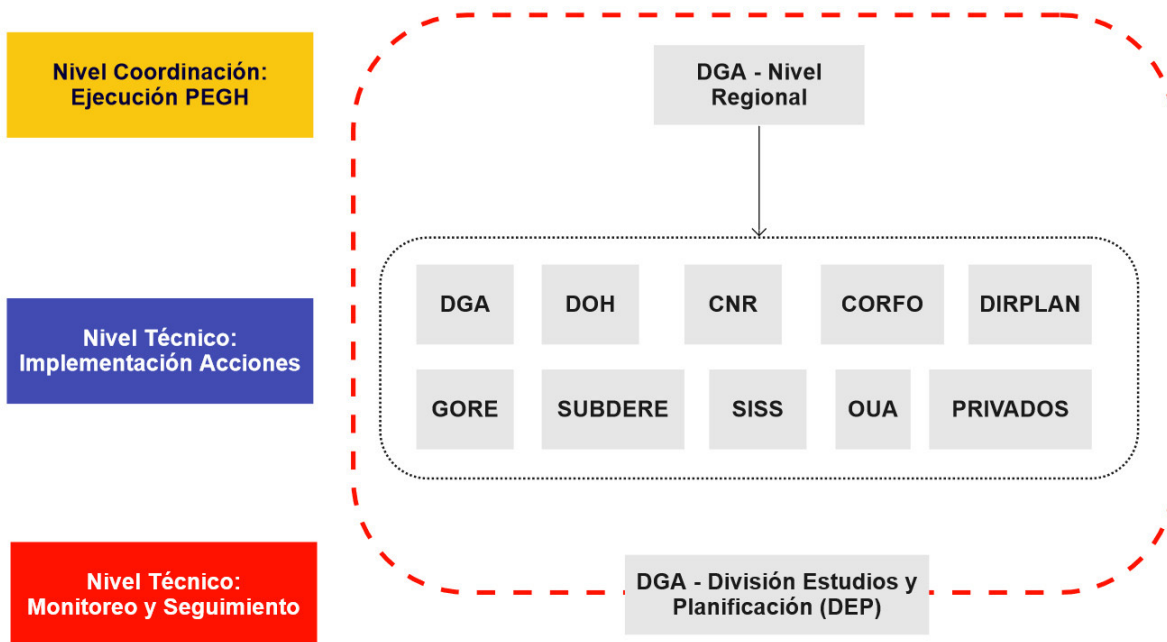 Nivel Coordinación:
Ejecución PEGH
DGA - Nivel
Regional
Nivel Técnico:
Implementación Acciones
DGA
DOH
CNR
CORFO
DIRPLAN
GORE
SUBDERE
SISS
OUA
PRIVADOS
Nivel Técnico:
Monitoreo y Seguimiento
DGA - División Estudios y
Planificación (DEP)